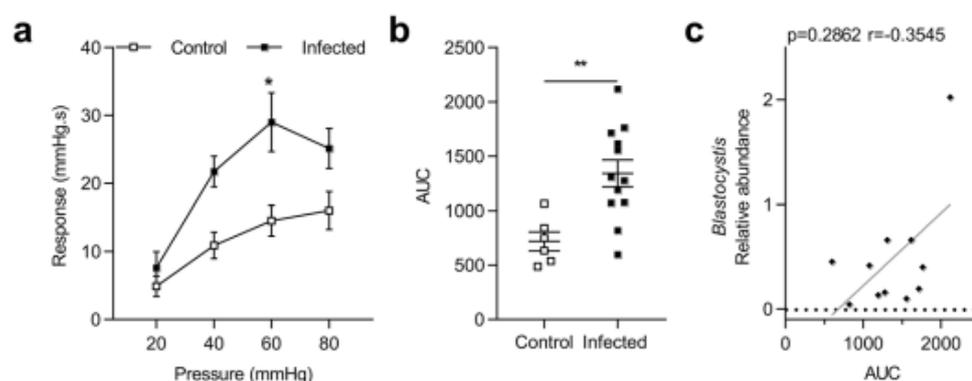 a
Control Infected
Response (mmHg.s)
40
30
20
10
0
*
20 40 60 80
Pressure (mmHg)
b
AUC
2500
2000
1500
1000
500
0
**
Control Infected
c
p=0.2862 r=-0.3545
Blastocystis
Relative abundance
2
1
0
0 1000 2000
AUC